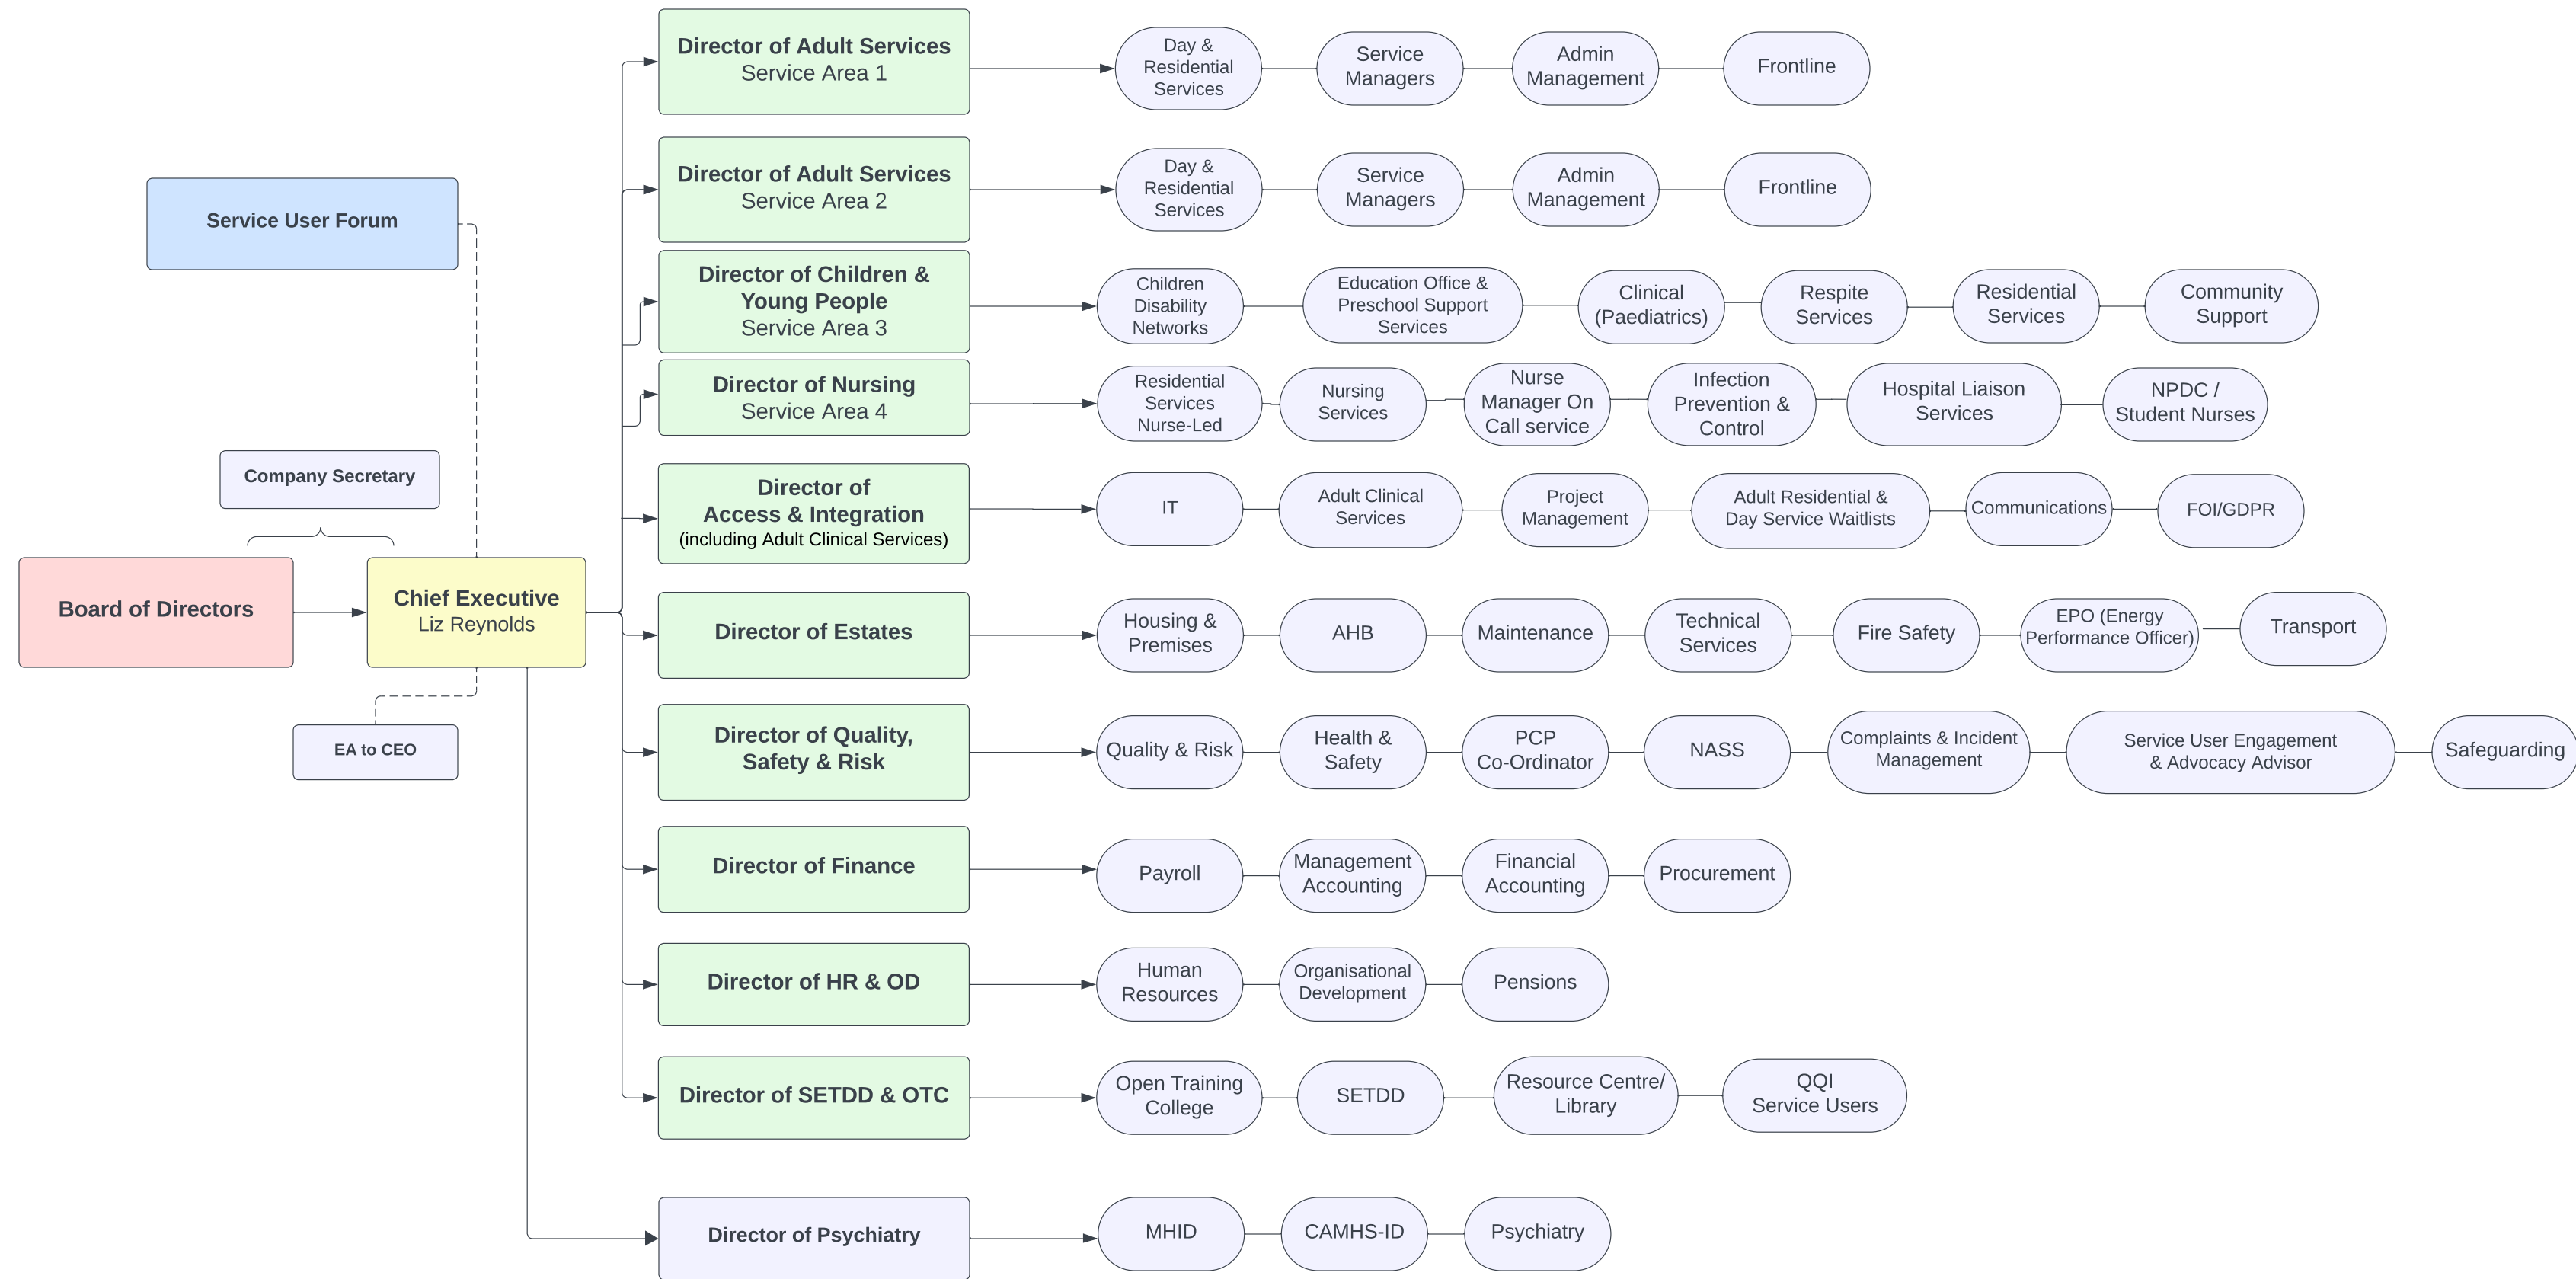 Director of Adult Services
Service Area 1
Day &
Residential
Services
Service
Managers
Admin
Management
Frontline
Director of Adult Services
Service Area 2
Day &
Residential
Services
Service
Managers
Admin
Management
Frontline
Service User Forum
Director of Children &
Young People
Service Area 3
Children
Disability
Networks
Education Office &
Preschool Support
Services
Clinical
(Paediatrics)
Respite
Services
Residential
Services
Community
Support
Director of Nursing
Service Area 4
Residential
Services
Nurse-Led
Nursing
Services
Nurse
Manager On
Call service
Infection
Prevention &
Control
Hospital Liaison
Services
NPDC /
Student Nurses
Company Secretary
Director of
Access & Integration
(including Adult Clinical Services)
IT
Adult Clinical
Services
Project
Management
Adult Residential &
Day Service Waitlists
Communications
FOI/GDPR
Board of Directors
Chief Executive
Liz Reynolds
Director of Estates
Housing &
Premises
AHB
Maintenance
Technical
Services
Fire Safety
EPO (Energy
Performance Officer)
Transport
EA to CEO
Director of Quality,
Safety & Risk
Quality & Risk
Health &
Safety
PCP
Co-Ordinator
NASS
Complaints & Incident
Management
Service User Engagement
& Advocacy Advisor
Safeguarding
Director of Finance
Payroll
Management
Accounting
Financial
Accounting
Procurement
Director of HR & OD
Human
Resources
Organisational
Development
Pensions
Director of SETDD & OTC
Open Training
College
SETDD
Resource Centre/
Library
QQI
Service Users
Director of Psychiatry
MHID
CAMHS-ID
Psychiatry